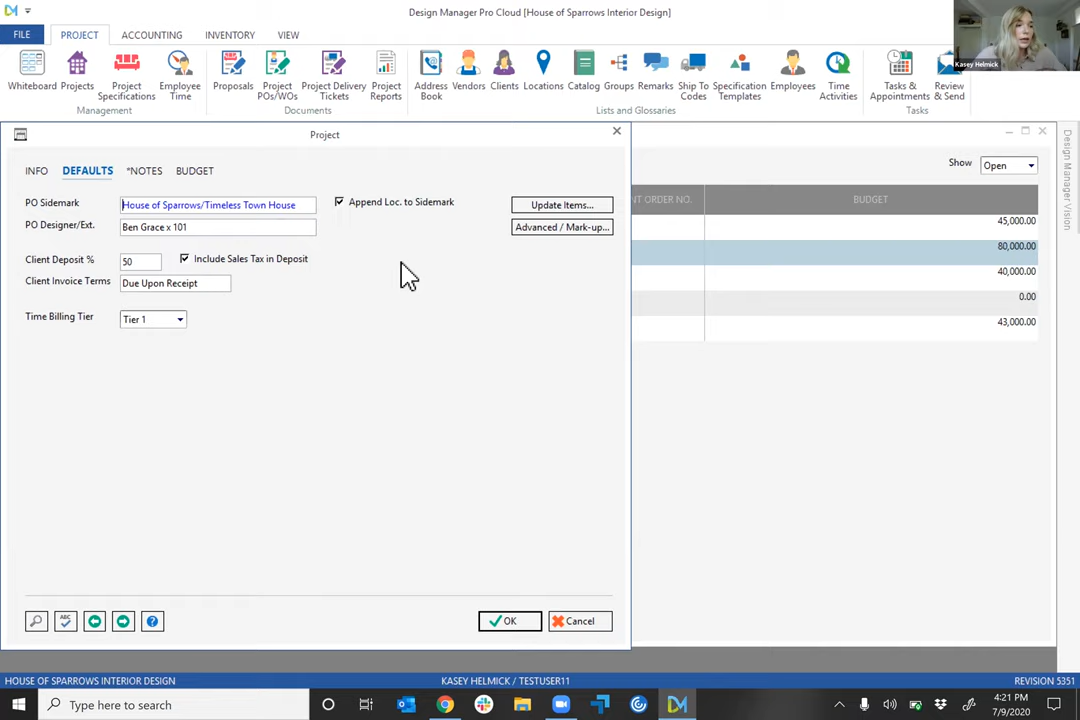 Design Manager Pro Cloud [House of Sparrows Interior Design]
Kasey Helmick
FILE PROJECT ACCOUNTING INVENTORY VIEW
Whiteboard Projects Project Specifications Employee Time Proposals Project POs/WOs Project Delivery Tickets Project Reports Address Book Vendors Clients Locations Catalog Groups Remarks Ship To Codes Specification Templates Employees Time Activities Tasks & Appointments Review & Send
Management Documents Lists and Glossaries Tasks
Project
INFO DEFAULTS *NOTES BUDGET
PO Sidemark House of Sparrows/Timeless Town House Append Loc. to Sidemark Update Items...
PO Designer/Ext. Ben Grace x 101 Advanced / Mark-up...
Client Deposit % 50 Include Sales Tax in Deposit
Client Invoice Terms Due Upon Receipt
Time Billing Tier Tier 1
ABC
? OK Cancel
Show Open
NT ORDER NO. BUDGET
45,000.00
80,000.00
40,000.00
0.00
43,000.00
Design Manager Vision
HOUSE OF SPARROWS INTERIOR DESIGN KASEY HELMICK / TESTUSER11 REVISION 5351
Type here to search
4:21 PM
7/9/2020